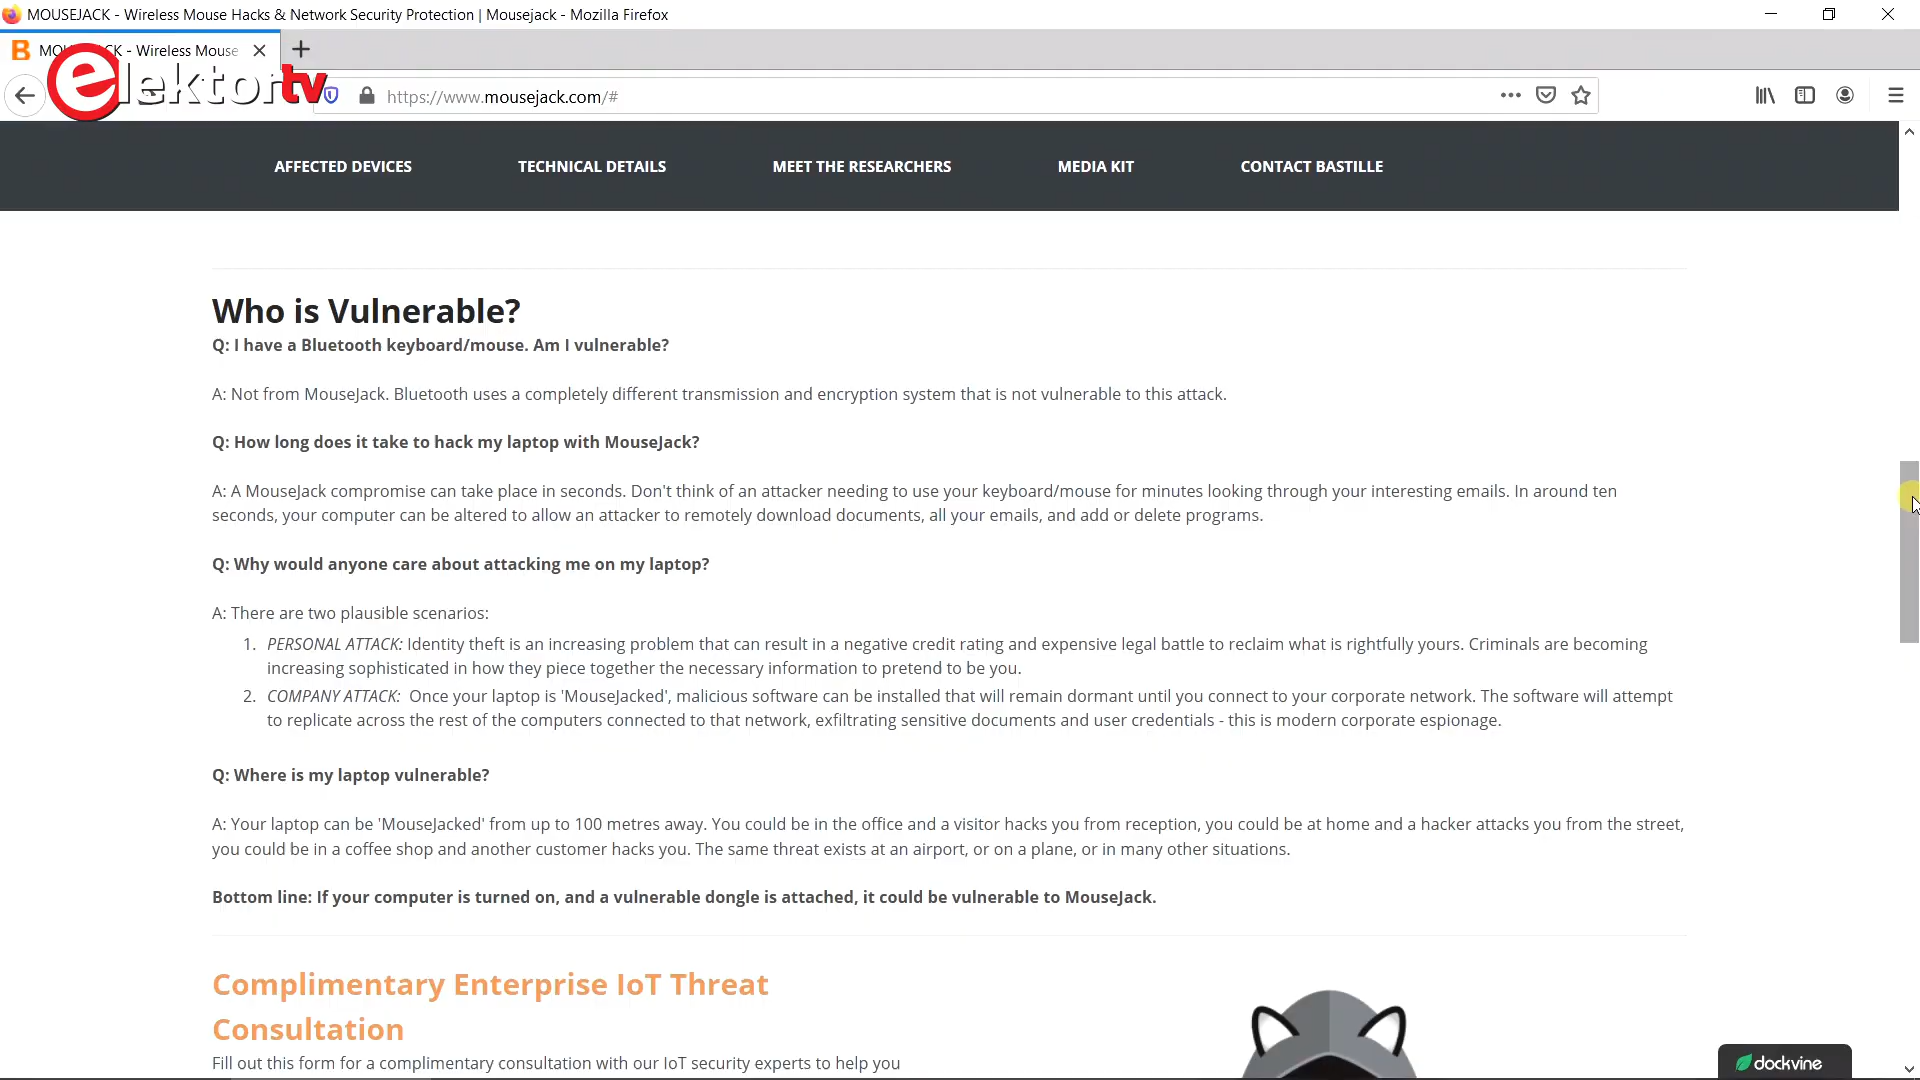 MOUSEJACK - Wireless Mouse Hacks & Network Security Protection | Mousejack - Mozilla Firefox
- Wireless Mouse
elektortv
https://www.mousejack.com/#
AFFECTED DEVICES
TECHNICAL DETAILS
MEET THE RESEARCHERS
MEDIA KIT
CONTACT BASTILLE
Who is Vulnerable?
Q: I have a Bluetooth keyboard/mouse. Am I vulnerable?
A: Not from MouseJack. Bluetooth uses a completely different transmission and encryption system that is not vulnerable to this attack.
Q: How long does it take to hack my laptop with MouseJack?
A: A MouseJack compromise can take place in seconds. Don't think of an attacker needing to use your keyboard/mouse for minutes looking through your interesting emails. In around ten
seconds, your computer can be altered to allow an attacker to remotely download documents, all your emails, and add or delete programs.
Q: Why would anyone care about attacking me on my laptop?
A: There are two plausible scenarios:
1. PERSONAL ATTACK: Identity theft is an increasing problem that can result in a negative credit rating and expensive legal battle to reclaim what is rightfully yours. Criminals are becoming
increasing sophisticated in how they piece together the necessary information to pretend to be you.
2. COMPANY ATTACK: Once your laptop is 'MouseJacked', malicious software can be installed that will remain dormant until you connect to your corporate network. The software will attempt
to replicate across the rest of the computers connected to that network, exfiltrating sensitive documents and user credentials - this is modern corporate espionage.
Q: Where is my laptop vulnerable?
A: Your laptop can be 'MouseJacked' from up to 100 metres away. You could be in the office and a visitor hacks you from reception, you could be at home and a hacker attacks you from the street,
you could be in a coffee shop and another customer hacks you. The same threat exists at an airport, or on a plane, or in many other situations.
Bottom line: If your computer is turned on, and a vulnerable dongle is attached, it could be vulnerable to MouseJack.
Complimentary Enterprise IoT Threat
Consultation
Fill out this form for a complimentary consultation with our IoT security experts to help you
dockvine